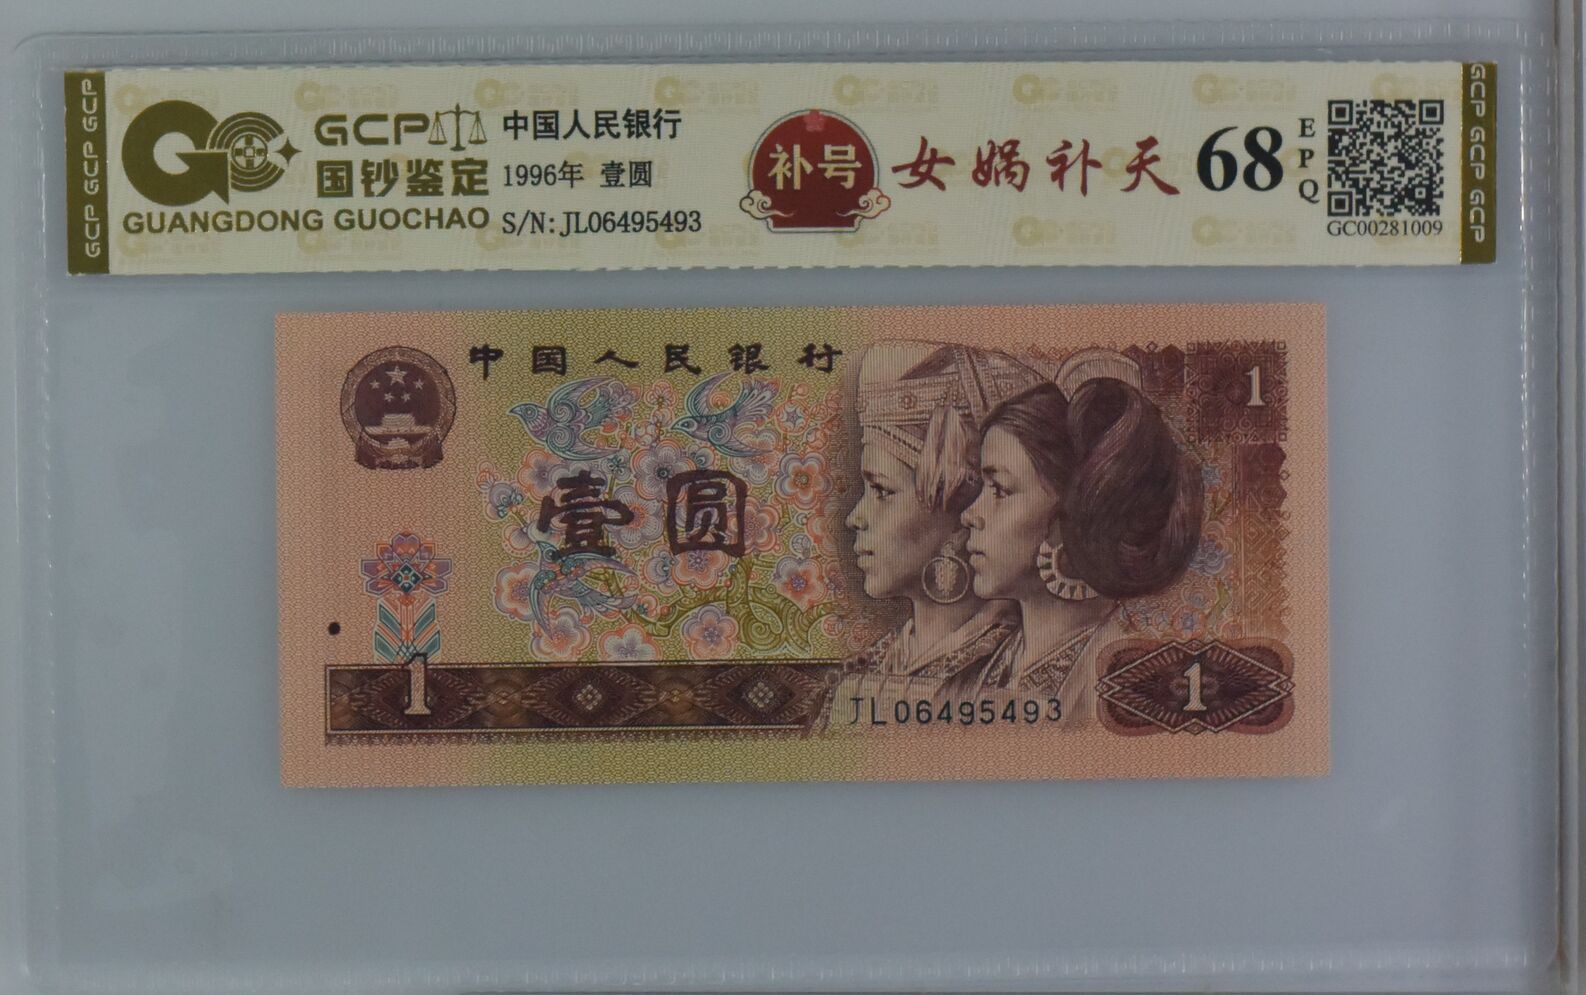 GCP GCP GCP
GC
GCP
国钞鉴定
GUANGDONG GUOCHAO
中国人民银行
1996年 壹圆
S/N: JL06495493
补号
女娲补天
68
EPQ
GC00281009
GCP GCP GCP
中国人民银行
1
壹圆
1
JL06495493
1